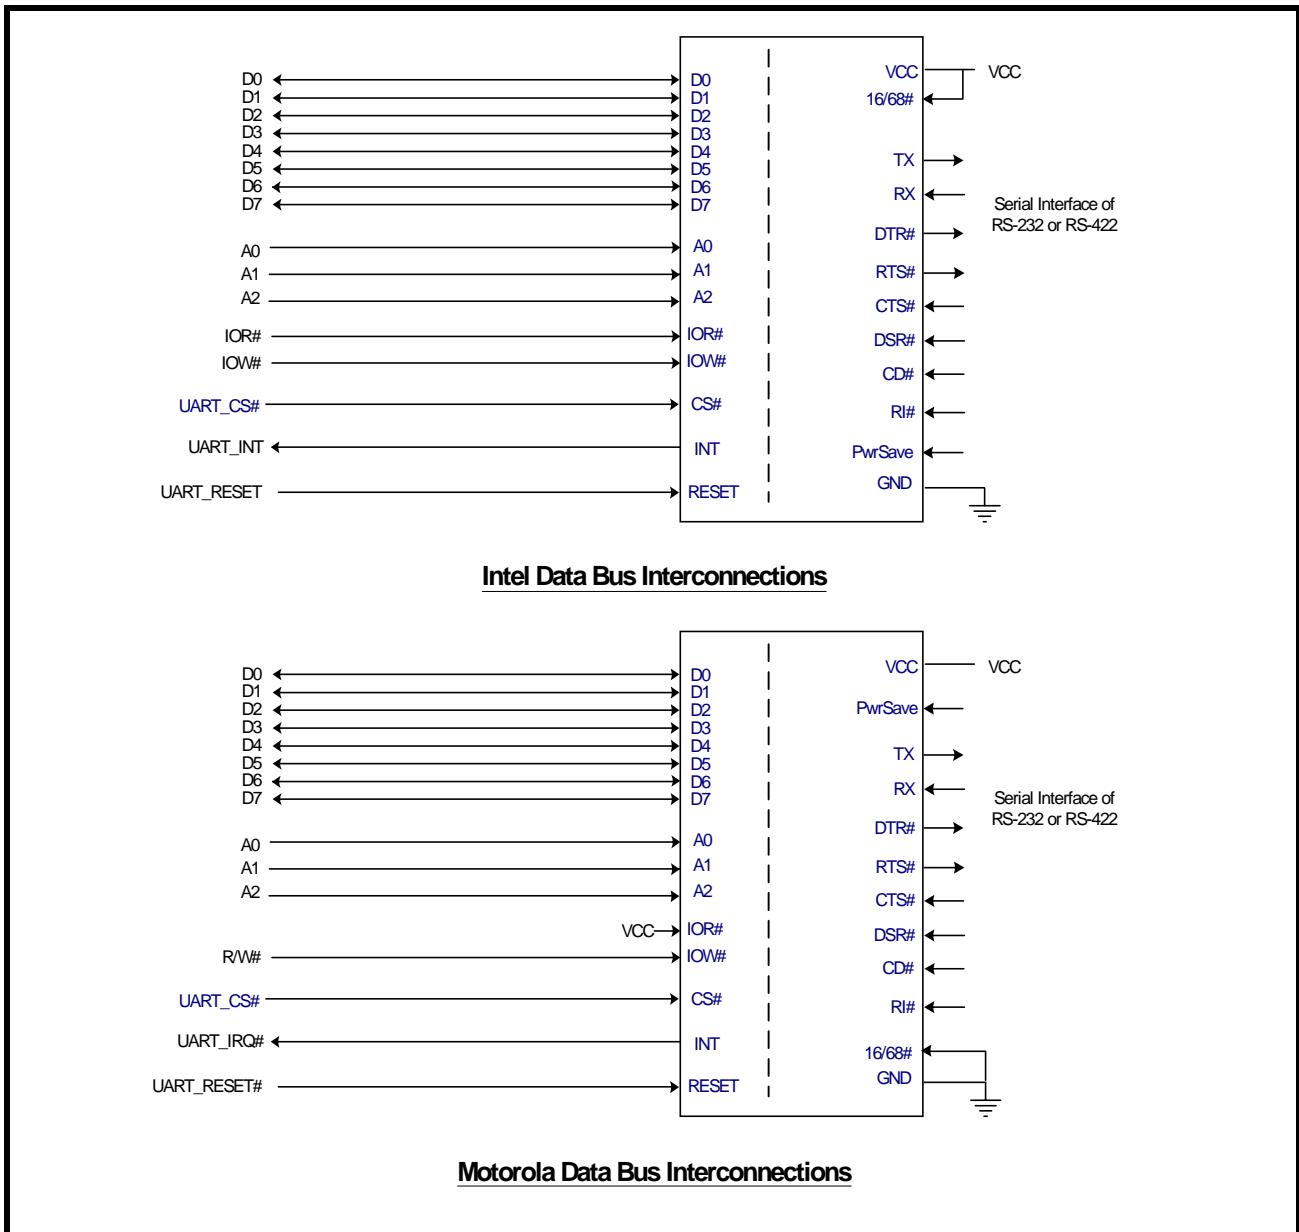 D0 D0 VCC VCC
D1 D1 16/68#
D2 D2
D3 D3
D4 D4 TX
D5 D5
D6 D6 RX
D7 D7 Serial Interface of
RS-232 or RS-422
DTR#
A0 A0
A1 A1 RTS#
A2 A2 CTS#
IOR# IOR# DSR#
IOW# IOW# CD#
UART_CS# CS# RI#
UART_INT INT PwrSave
UART_RESET RESET GND
Intel Data Bus Interconnections
D0 D0 VCC VCC
D1 D1
D2 D2 PwrSave
D3 D3
D4 D4 TX
D5 D5
D6 D6 RX
D7 D7 Serial Interface of
RS-232 or RS-422
DTR#
A0 A0
A1 A1 RTS#
A2 A2 CTS#
VCC IOR# DSR#
R/W# IOW# CD#
UART_CS# CS# RI#
UART_IRQ# INT 16/68#
UART_RESET# RESET GND
Motorola Data Bus Interconnections